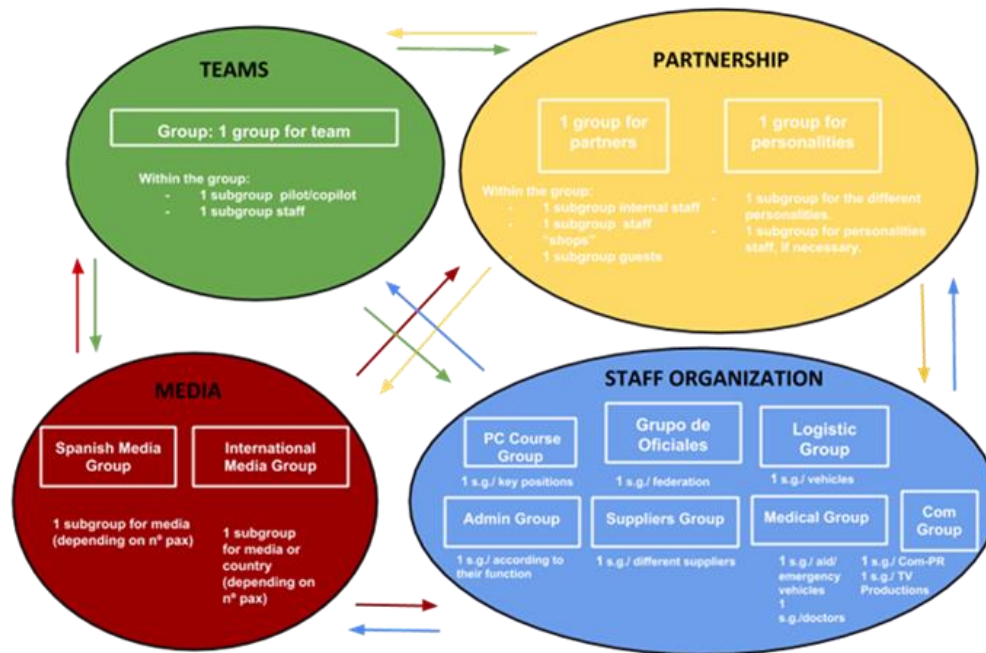 TEAMS
Group: 1 group for team
Within the group:
- 1 subgroup pilot/copilot
- 1 subgroup staff
PARTNERSHIP
1 group for
partners
Within the group:
- 1 subgroup internal staff
- 1 subgroup staff
"shops"
- 1 subgroup guests
1 group for
personalities
- 1 subgroup for the different
personalities.
- 1 subgroup for personalities
staff, if necessary.
MEDIA
Spanish Media
Group
1 subgroup for media
(depending on nº pax)
International
Media Group
1 subgroup
for media or
country
(depending on
nº pax)
STAFF ORGANIZATION
PC Course
Group
1 s.g./ key positions
Grupo de
Oficiales
1 s.g./ federation
Logistic
Group
1 s.g./ vehicles
Admin Group
1 s.g./ according to
their function
Suppliers Group
1 s.g./ different suppliers
Medical Group
1 s.g./ aid/
emergency
vehicles
1
s.g./doctors
Com
Group
1 s.g./ Com-PR
1 s.g./ TV
Productions